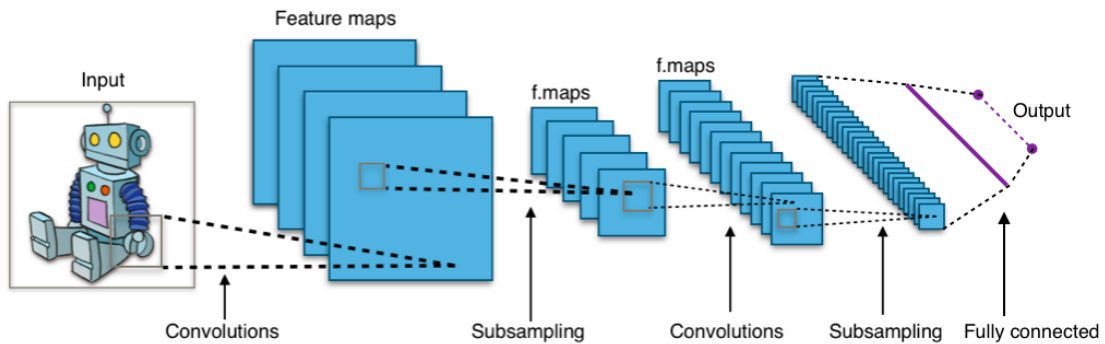 Feature maps
Input
f.maps
f.maps
Output
Convolutions
Subsampling
Convolutions
Subsampling
Fully connected